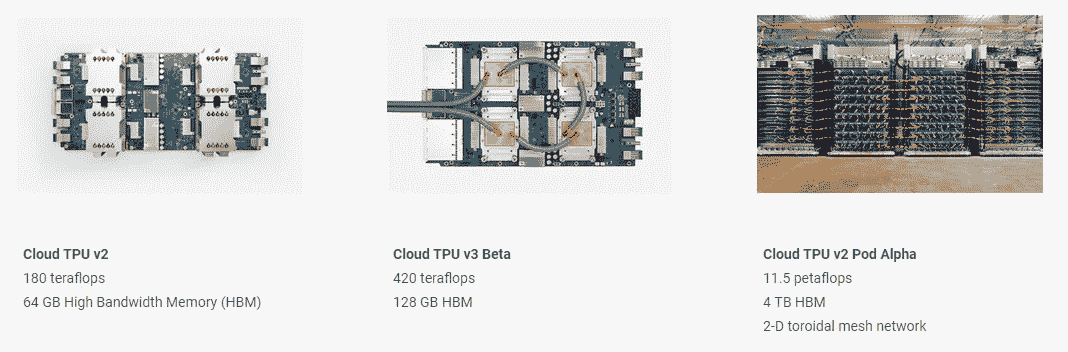 Cloud TPU v2
180 teraflops
64 GB High Bandwidth Memory (HBM)
Cloud TPU v3 Beta
420 teraflops
128 GB HBM
Cloud TPU v2 Pod Alpha
11.5 petaflops
4 TB HBM
2-D toroidal mesh network